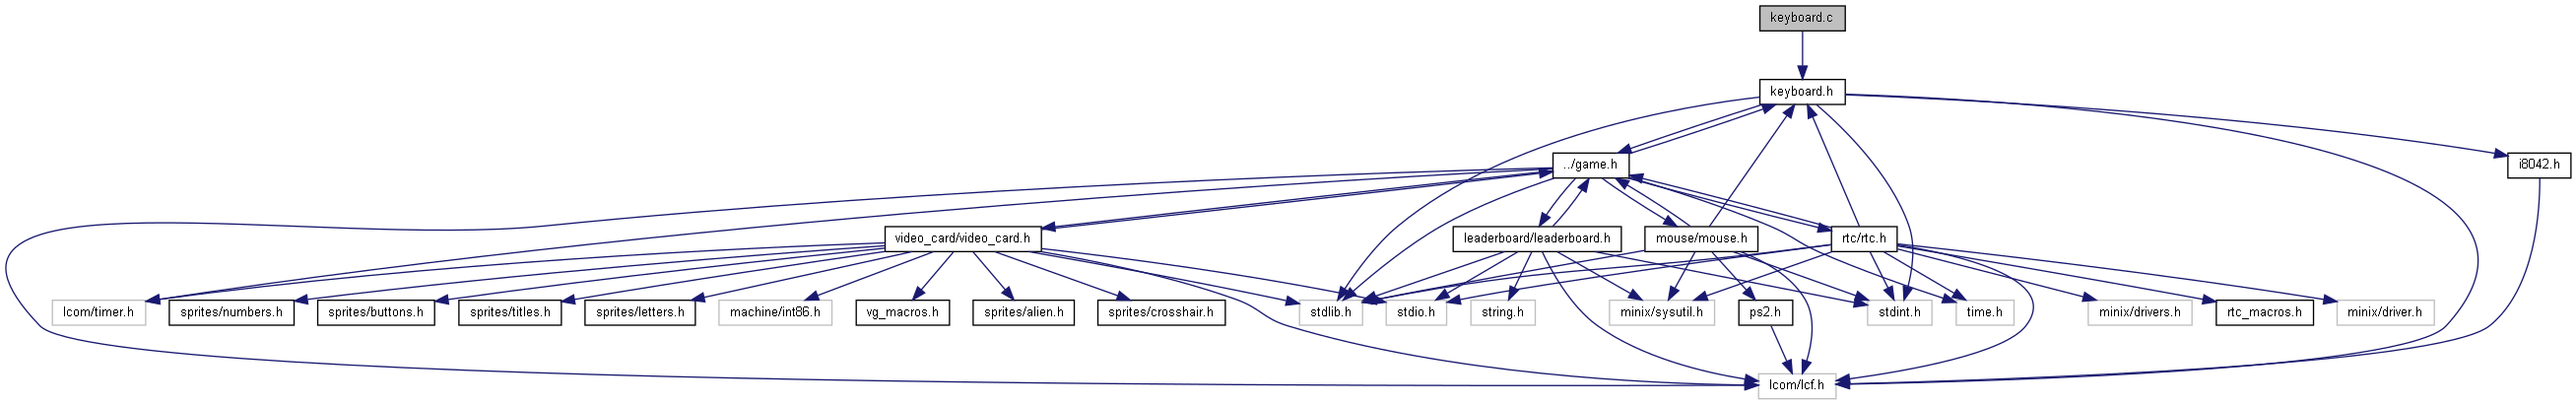 keyboard.c
keyboard.h
../game.h
i8042.h
video_card/video_card.h
leaderboard/leaderboard.h
mouse/mouse.h
rtc/rtc.h
lcom/timer.h
sprites/numbers.h
sprites/buttons.h
sprites/titles.h
sprites/letters.h
machine/int86.h
vg_macros.h
sprites/alien.h
sprites/crosshair.h
stdlib.h
stdio.h
string.h
minix/sysutil.h
ps2.h
stdint.h
time.h
minix/drivers.h
rtc_macros.h
minix/driver.h
lcom/lcf.h